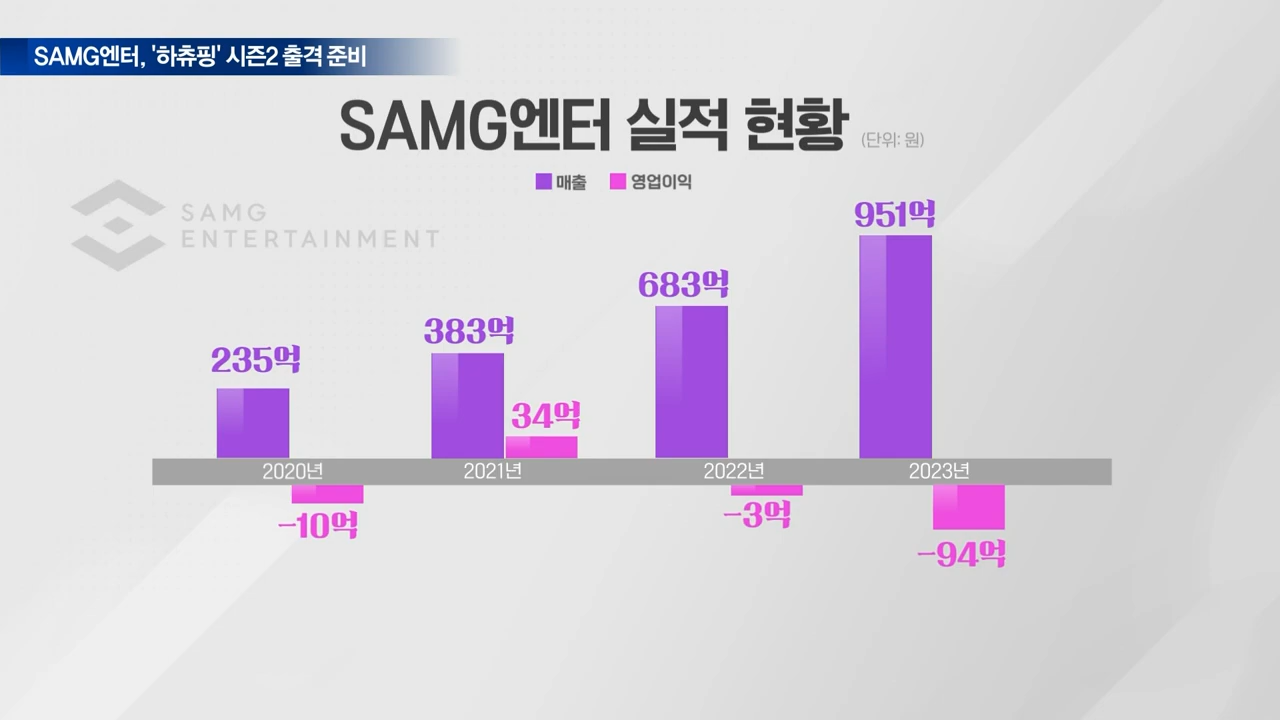 SAMG엔터, '하츄핑' 시즌2 출격 준비
SAMG엔터 실적 현황 (단위: 원)
매출 영업이익
SAMG
ENTERTAINMENT
951억
683억
383억
235억
34억
2020년 2021년 2022년 2023년
-10억
-3억
-94억